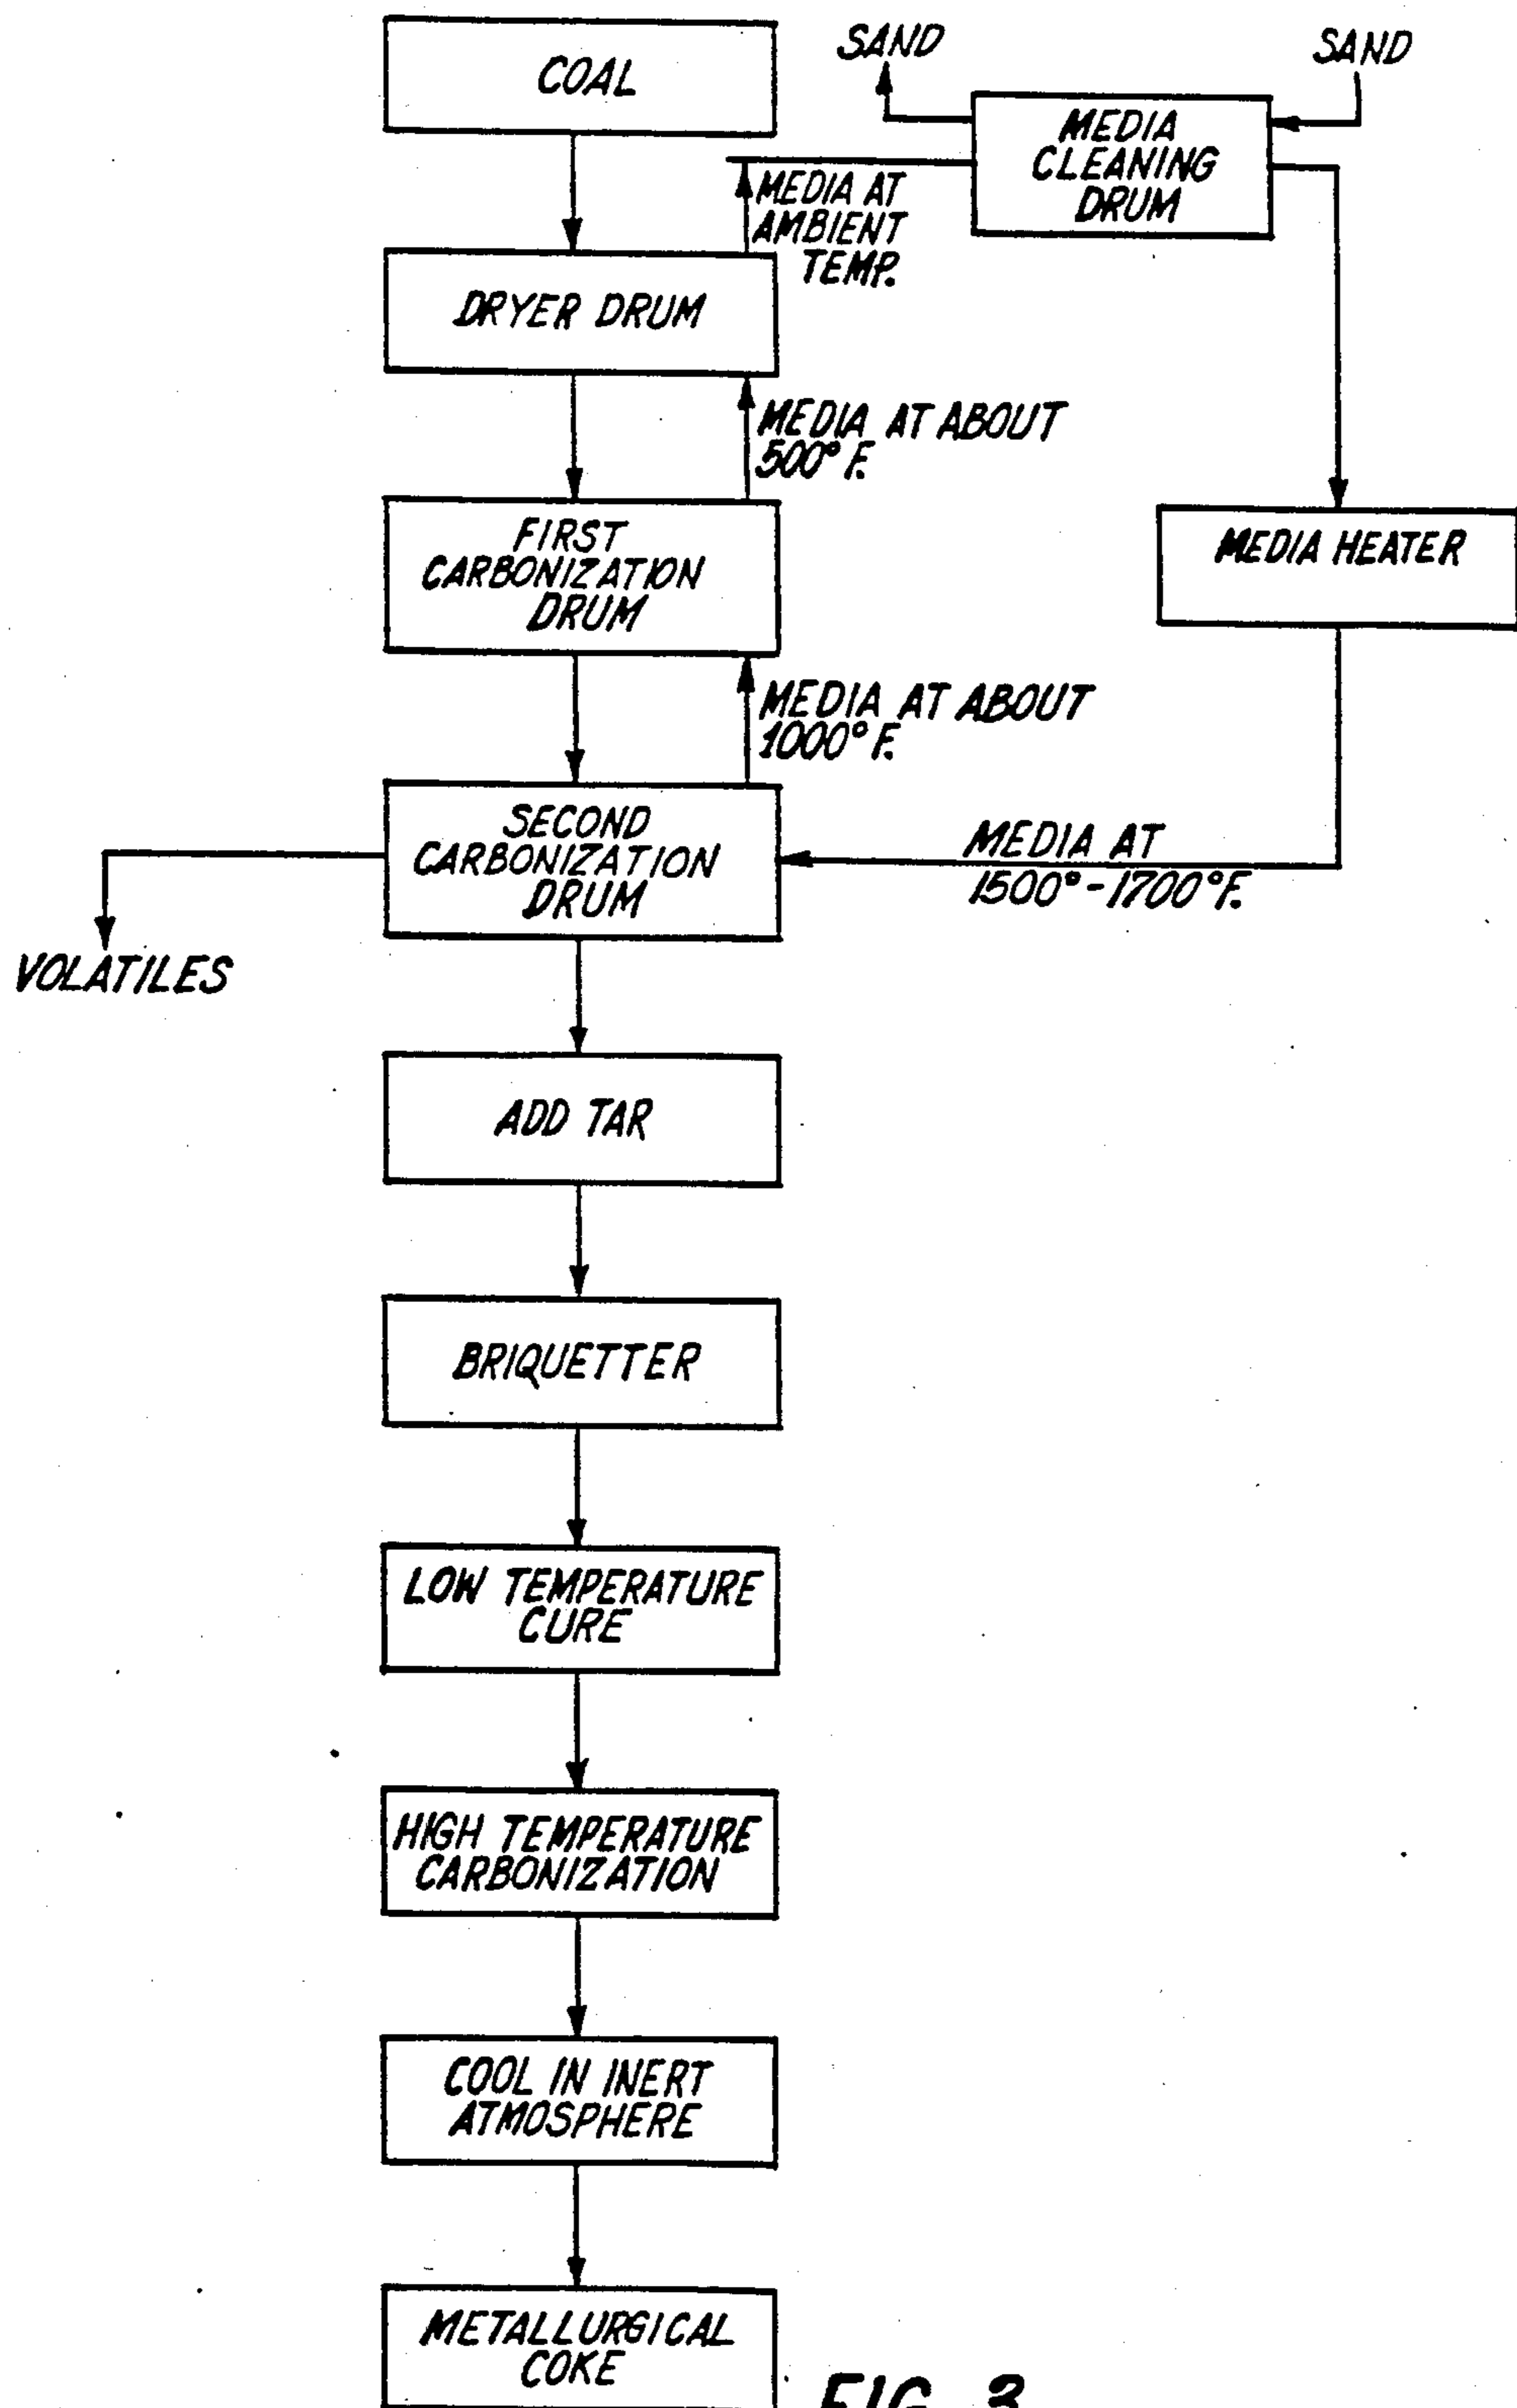 COAL
SAND
SAND
MEDIA
CLEANING
DRUM
MEDIA AT
AMBIENT
TEMP.
DRYER DRUM
MEDIA AT ABOUT
500° F.
FIRST
CARBONIZATION
DRUM
MEDIA HEATER
MEDIA AT ABOUT
1000° F.
SECOND
CARBONIZATION
DRUM
MEDIA AT
1500° - 1700° F.
VOLATILES
ADD TAR
BRIQUETTER
LOW TEMPERATURE
CURE
HIGH TEMPERATURE
CARBONIZATION
COOL IN INERT
ATMOSPHERE
METALLURGICAL
COKE
FIG. 3